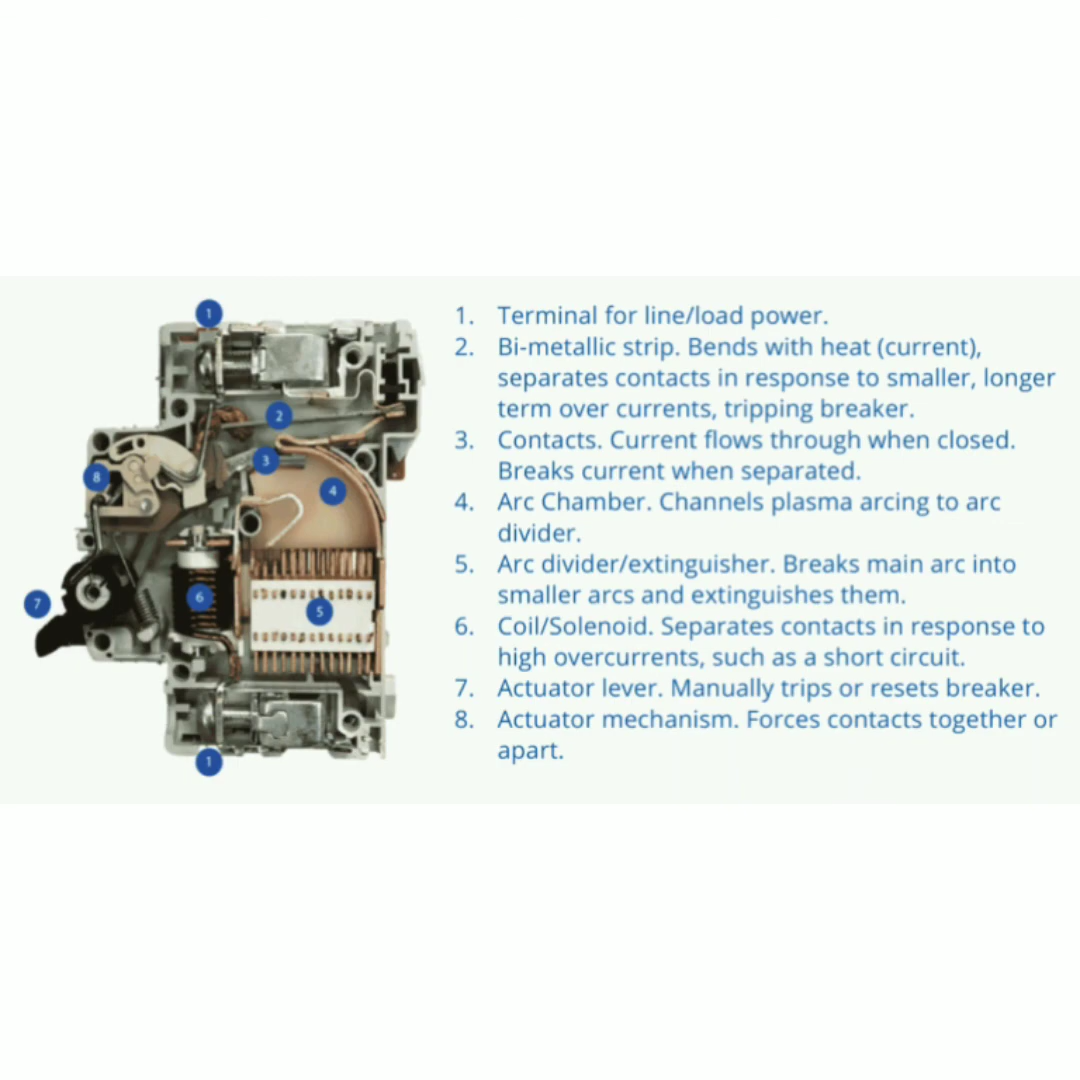 1
2
3
4
8
7
6
5
1
1. Terminal for line/load power.
2. Bi-metallic strip. Bends with heat (current),
separates contacts in response to smaller, longer
term over currents, tripping breaker.
3. Contacts. Current flows through when closed.
Breaks current when separated.
4. Arc Chamber. Channels plasma arcing to arc
divider.
5. Arc divider/extinguisher. Breaks main arc into
smaller arcs and extinguishes them.
6. Coil/Solenoid. Separates contacts in response to
high overcurrents, such as a short circuit.
7. Actuator lever. Manually trips or resets breaker.
8. Actuator mechanism. Forces contacts together or
apart.